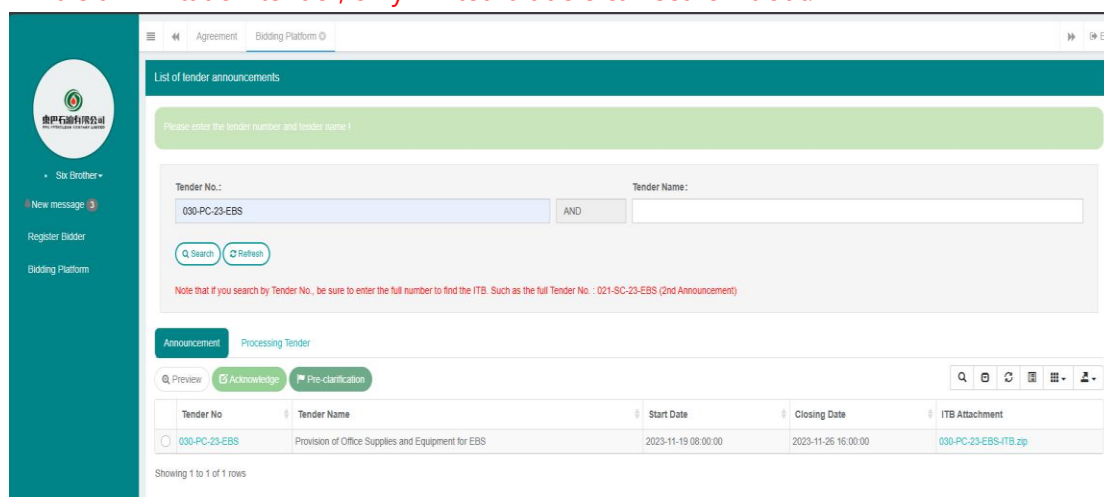 Agreement Bidding Platform
List of tender announcements
Please enter the tender number and tender name !
Six Brother
New message 3
Register Bidder
Bidding Platform
Tender No.: Tender Name:
030-PC-23-EBS AND
Search Refresh
Note that if you search by Tender No., be sure to enter the full number to find the ITB. Such as the full Tender No. : 021-SC-23-EBS (2nd Announcement)
Announcement Processing Tender
Preview Acknowledge Pre-clarification
Tender No Tender Name Start Date Closing Date ITB Attachment
030-PC-23-EBS Provision of Office Supplies and Equipment for EBS 2023-11-19 08:00:00 2023-11-26 16:00:00 030-PC-23-EBS-ITB.zip
Showing 1 to 1 of 1 rows